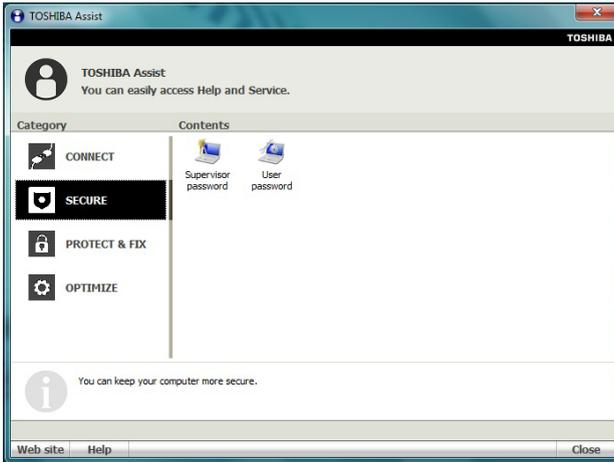 TOSHIBA Assist
TOSHIBA
TOSHIBA Assist
You can easily access Help and Service.
Category
Contents
CONNECT
SECURE
PROTECT & FIX
OPTIMIZE
Supervisor
password
User
password
You can keep your computer more secure.
Web site
Help
Close